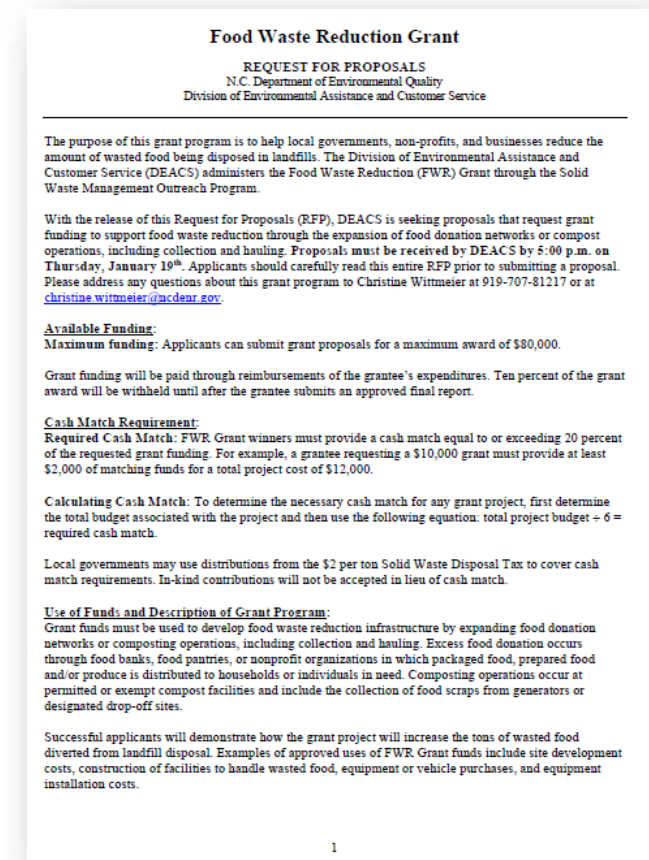 Food Waste Reduction Grant
REQUEST FOR PROPOSALS
N.C. Department of Environmental Quality
Division of Environmental Assistance and Customer Service
The purpose of this grant program is to help local governments, non-profits, and businesses reduce the
amount of wasted food being disposed in landfills. The Division of Environmental Assistance and
Customer Service (DEACS) administers the Food Waste Reduction (FWR) Grant through the Solid
Waste Management Outreach Program.
With the release of this Request for Proposals (RFP), DEACS is seeking proposals that request grant
funding to support food waste reduction through the expansion of food donation networks or compost
operations, including collection and hauling. Proposals must be received by DEACS by 5:00 p.m. on
Thursday, January 19th. Applicants should carefully read this entire RFP prior to submitting a proposal.
Please address any questions about this grant program to Christine Wittmeier at 919-707-81217 or at
christine.wittmeier@ncdenr.gov.
Available Funding:
Maximum funding: Applicants can submit grant proposals for a maximum award of $80,000.
Grant funding will be paid through reimbursements of the grantee's expenditures. Ten percent of the grant
award will be withheld until after the grantee submits an approved final report.
Cash Match Requirement:
Required Cash Match: FWR Grant winners must provide a cash match equal to or exceeding 20 percent
of the requested grant funding. For example, a grantee requesting a $10,000 grant must provide at least
$2,000 of matching funds for a total project cost of $12,000.
Calculating Cash Match: To determine the necessary cash match for any grant project, first determine
the total budget associated with the project and then use the following equation: total project budget ÷ 6 =
required cash match.
Local governments may use distributions from the $2 per ton Solid Waste Disposal Tax to cover cash
match requirements. In-kind contributions will not be accepted in lieu of cash match.
Use of Funds and Description of Grant Program:
Grant funds must be used to develop food waste reduction infrastructure by expanding food donation
networks or composting operations, including collection and hauling. Excess food donation occurs
through food banks, food pantries, or nonprofit organizations in which packaged food, prepared food
and/or produce is distributed to households or individuals in need. Composting operations occur at
permitted or exempt compost facilities and include the collection of food scraps from generators or
designated drop-off sites.
Successful applicants will demonstrate how the grant project will increase the tons of wasted food
diverted from landfill disposal. Examples of approved uses of FWR Grant funds include site development
costs, construction of facilities to handle wasted food, equipment or vehicle purchases, and equipment
installation costs.
1